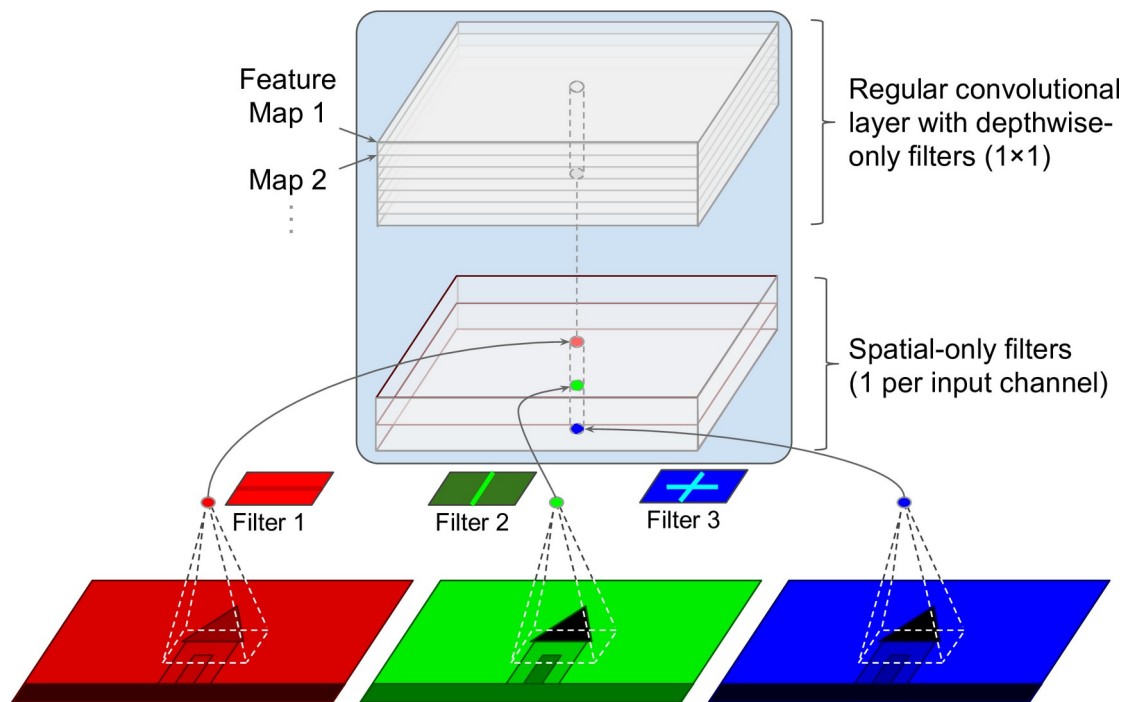 Feature
Map 1
Map 2
Regular convolutional
layer with depthwise-
only filters (1×1)
Spatial-only filters
(1 per input channel)
Filter 1
Filter 2
Filter 3